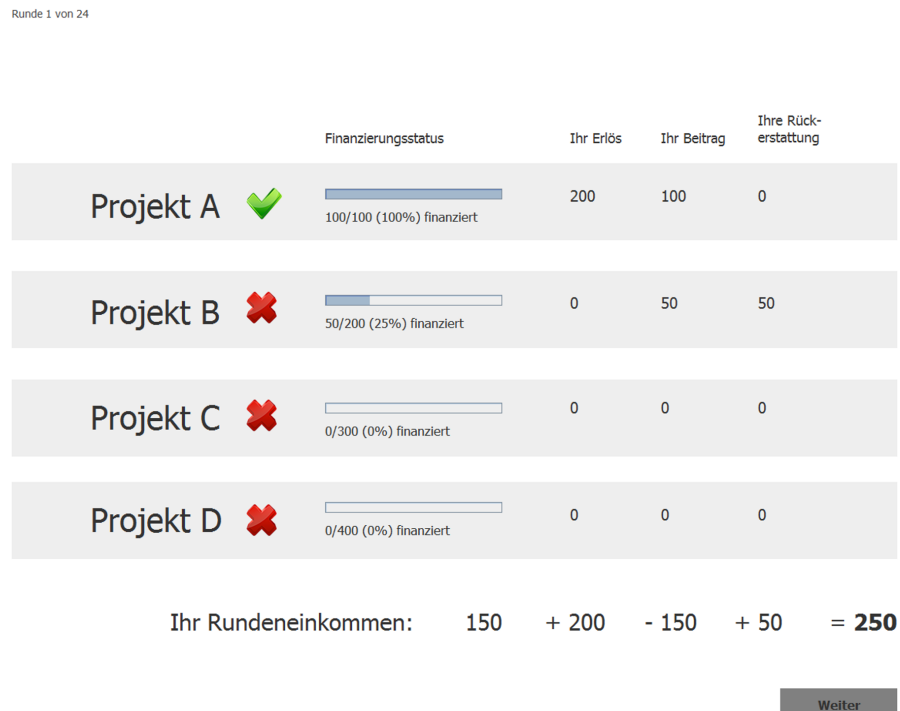 Runde 1 von 24
Finanzierungsstatus Ihr Erlös Ihr Beitrag Ihre Rück-
erstattung
Projekt A 200 100 0
100/100 (100%) finanziert
Projekt B 0 50 50
50/200 (25%) finanziert
Projekt C 0 0 0
0/300 (0%) finanziert
Projekt D 0 0 0
0/400 (0%) finanziert
Ihr Rundeneinkommen: 150 + 200 - 150 + 50 = 250
Weiter